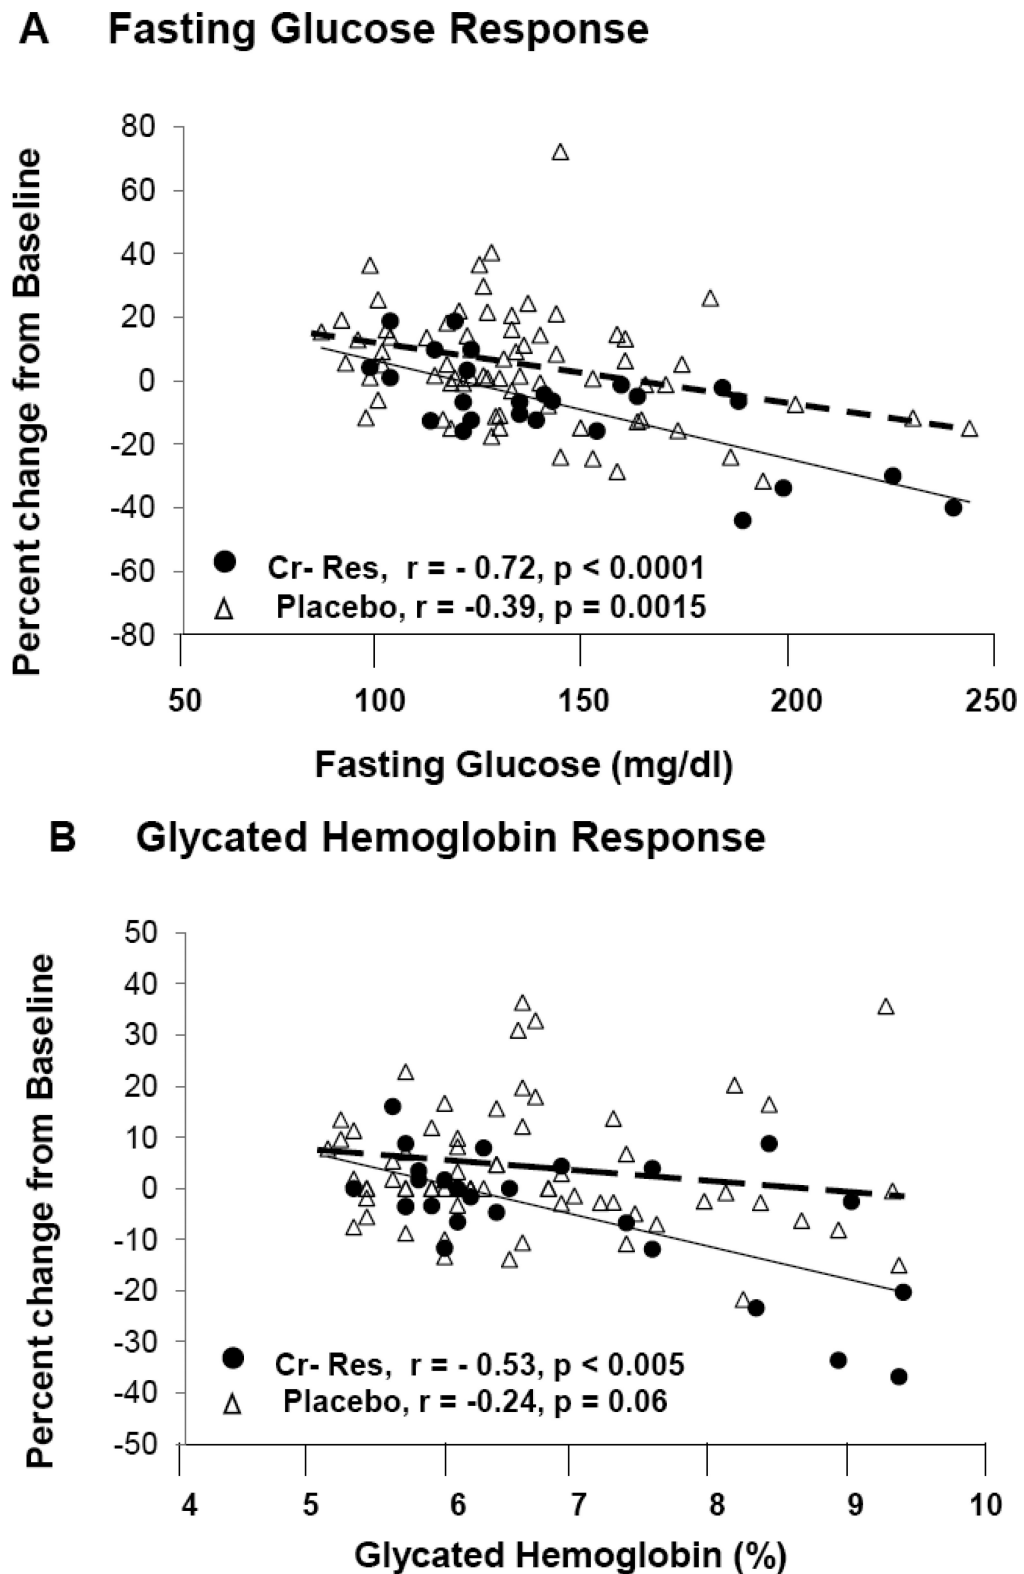 A Fasting Glucose Response
Percent change from Baseline
80
60
40
20
0
-20
-40
-60
-80
Cr- Res, r = - 0.72, p < 0.0001
Placebo, r = -0.39, p = 0.0015
50 100 150 200 250
Fasting Glucose (mg/dl)
B Glycated Hemoglobin Response
Percent change from Baseline
50
40
30
20
10
0
-10
-20
-30
-40
-50
Cr- Res, r = - 0.53, p < 0.005
Placebo, r = -0.24, p = 0.06
4 5 6 7 8 9 10
Glycated Hemoglobin (%)